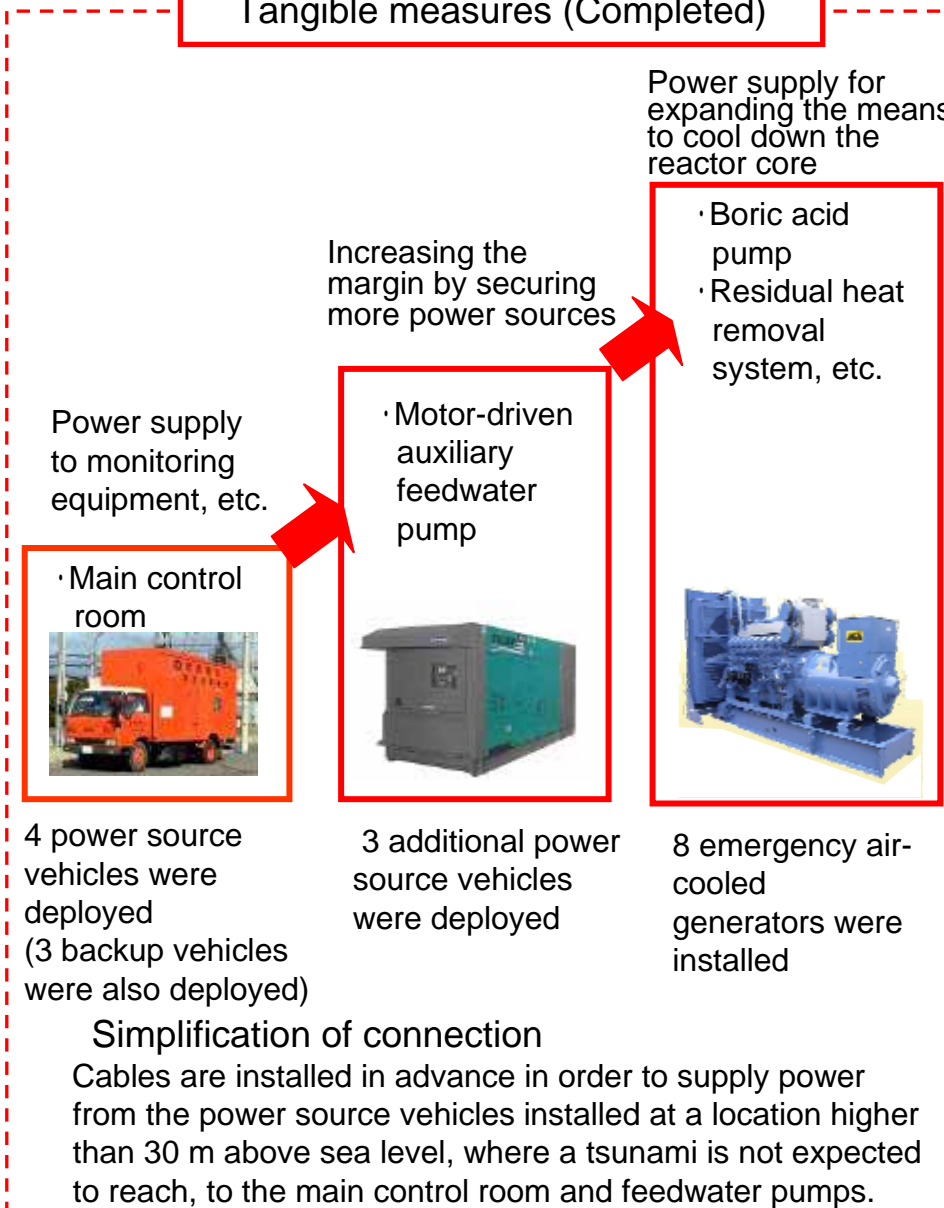 Tangible measures (Completed)
Power supply for
expanding the means
to cool down the
reactor core
・Boric acid
pump
・Residual heat
removal
system, etc.
Increasing the
margin by securing
more power sources
・Motor-driven
auxiliary
feedwater
pump
Power supply
to monitoring
equipment, etc.
・Main control
room
4 power source
vehicles were
deployed
(3 backup vehicles
were also deployed)
3 additional power
source vehicles
were deployed
8 emergency air-
cooled
generators were
installed
Simplification of connection
Cables are installed in advance in order to supply power
from the power source vehicles installed at a location higher
than 30 m above sea level, where a tsunami is not expected
to reach, to the main control room and feedwater pumps.